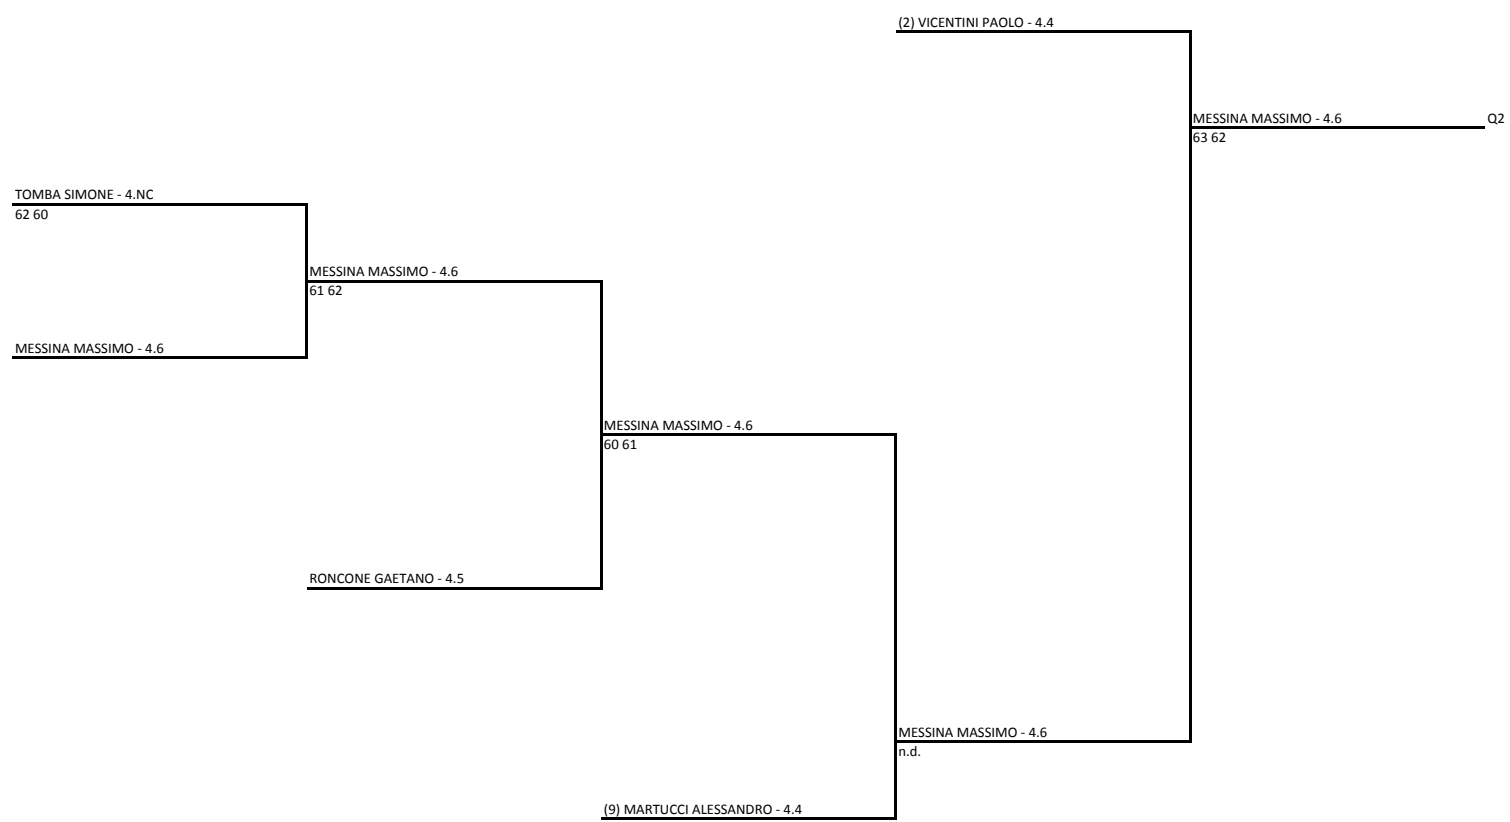 (2) VICENTINI PAOLO - 4.4
MESSINA MASSIMO - 4.6
Q2
63 62
TOMBA SIMONE - 4.NC
62 60
MESSINA MASSIMO - 4.6
61 62
MESSINA MASSIMO - 4.6
MESSINA MASSIMO - 4.6
60 61
RONCONE GAETANO - 4.5
MESSINA MASSIMO - 4.6
n.d.
(9) MARTUCCI ALESSANDRO - 4.4